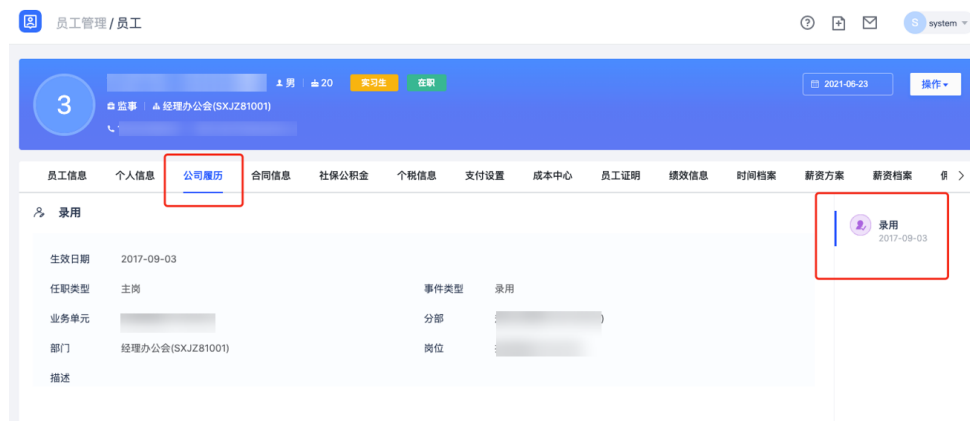 员工管理 / 员工
S system
3
男 20 实习生 在职
2021-06-23 操作
监事 经理办公会(SXJZ81001)
员工信息 个人信息 公司履历 合同信息 社保公积金 个税信息 支付设置 成本中心 员工证明 绩效信息 时间档案 薪资方案 薪资档案
录用
录用
2017-09-03
生效日期 2017-09-03
任职类型 主岗 事件类型 录用
业务单元 分部 )
部门 经理办公会(SXJZ81001) 岗位
描述